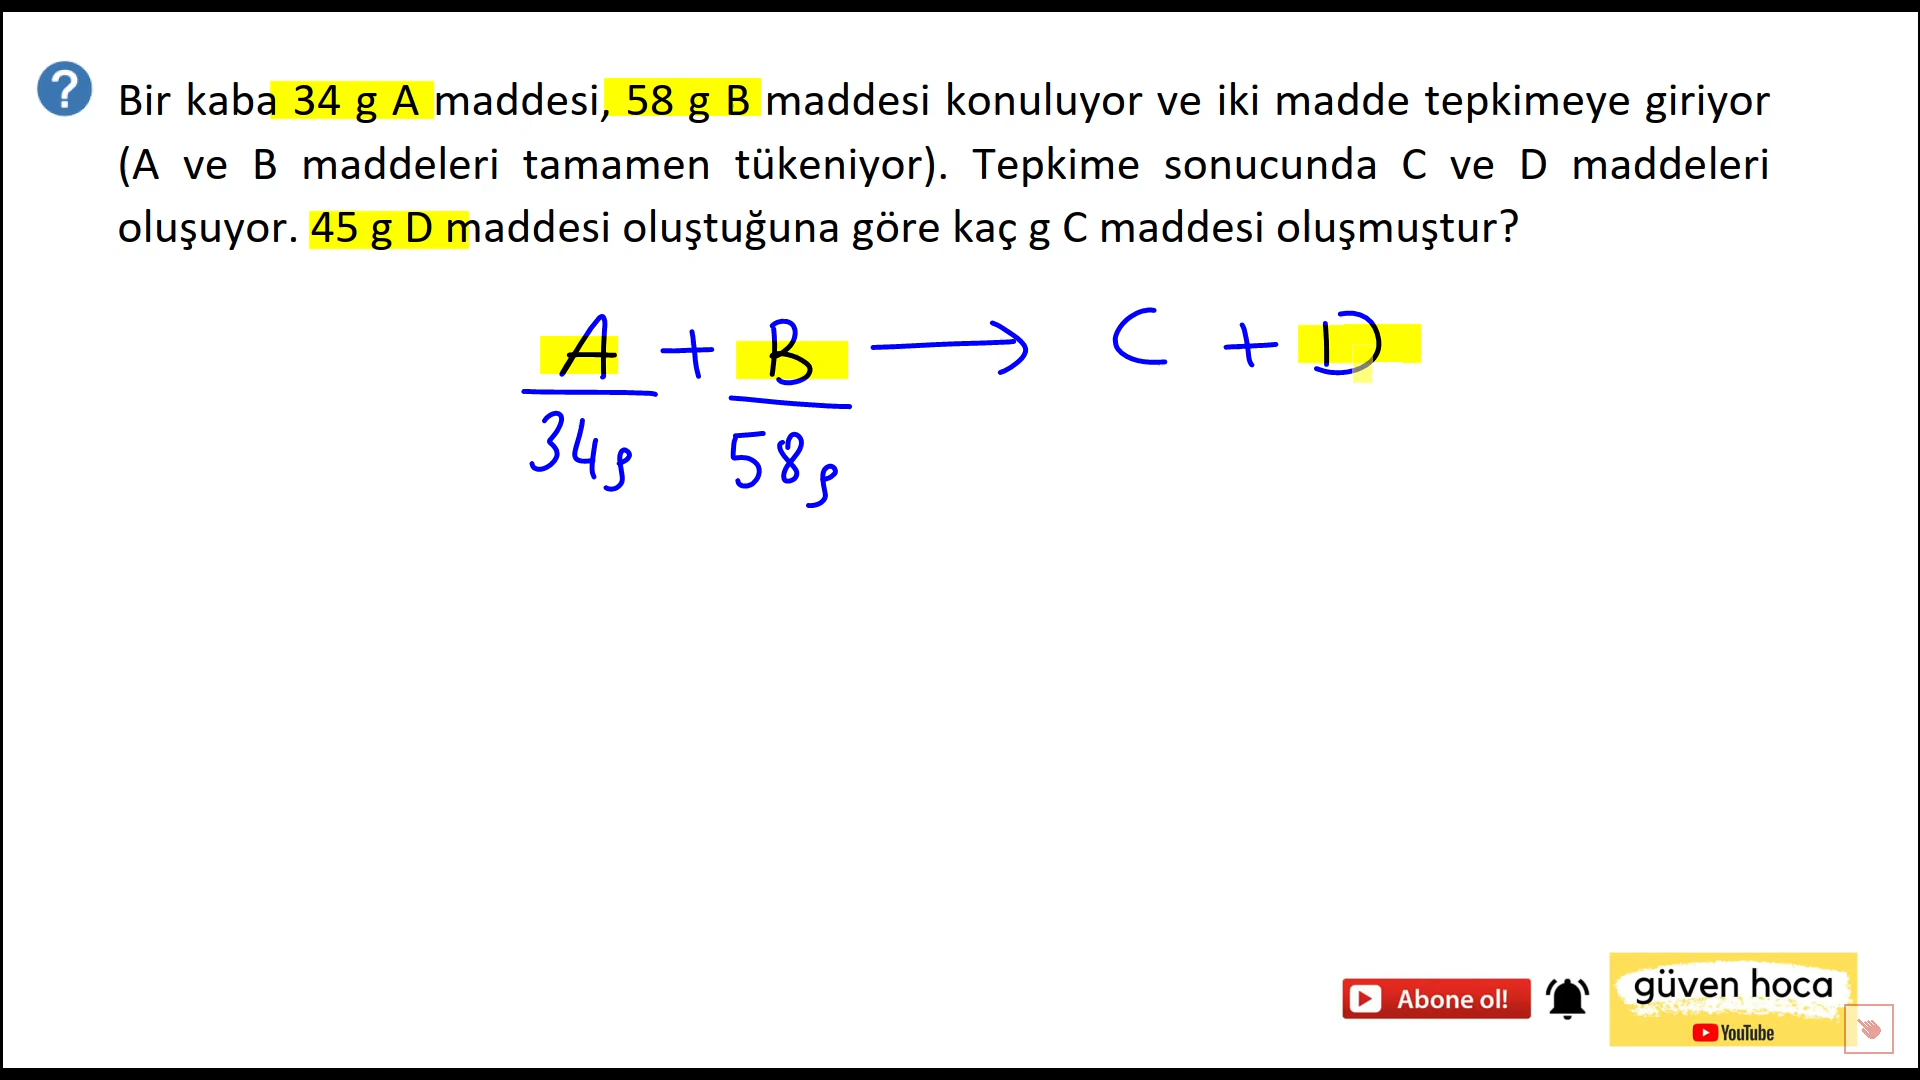 Bir kaba 34 g A maddesi, 58 g B maddesi konuluyor ve iki madde tepkimeye giriyor
(A ve B maddeleri tamamen tükeniyor). Tepkime sonucunda C ve D maddeleri
oluşuyor. 45 g D maddesi oluştuğuna göre kaç g C maddesi oluşmuştur?
A + B → C + D
34g 58g
Abone ol!
güven hoca
YouTube